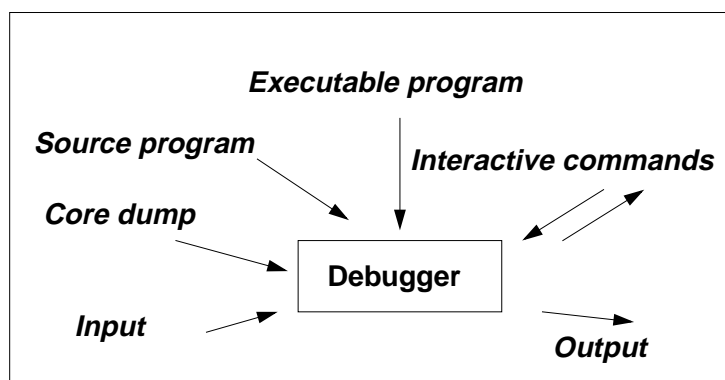 Executable program
Source program
Interactive commands
Core dump
Debugger
Input
Output